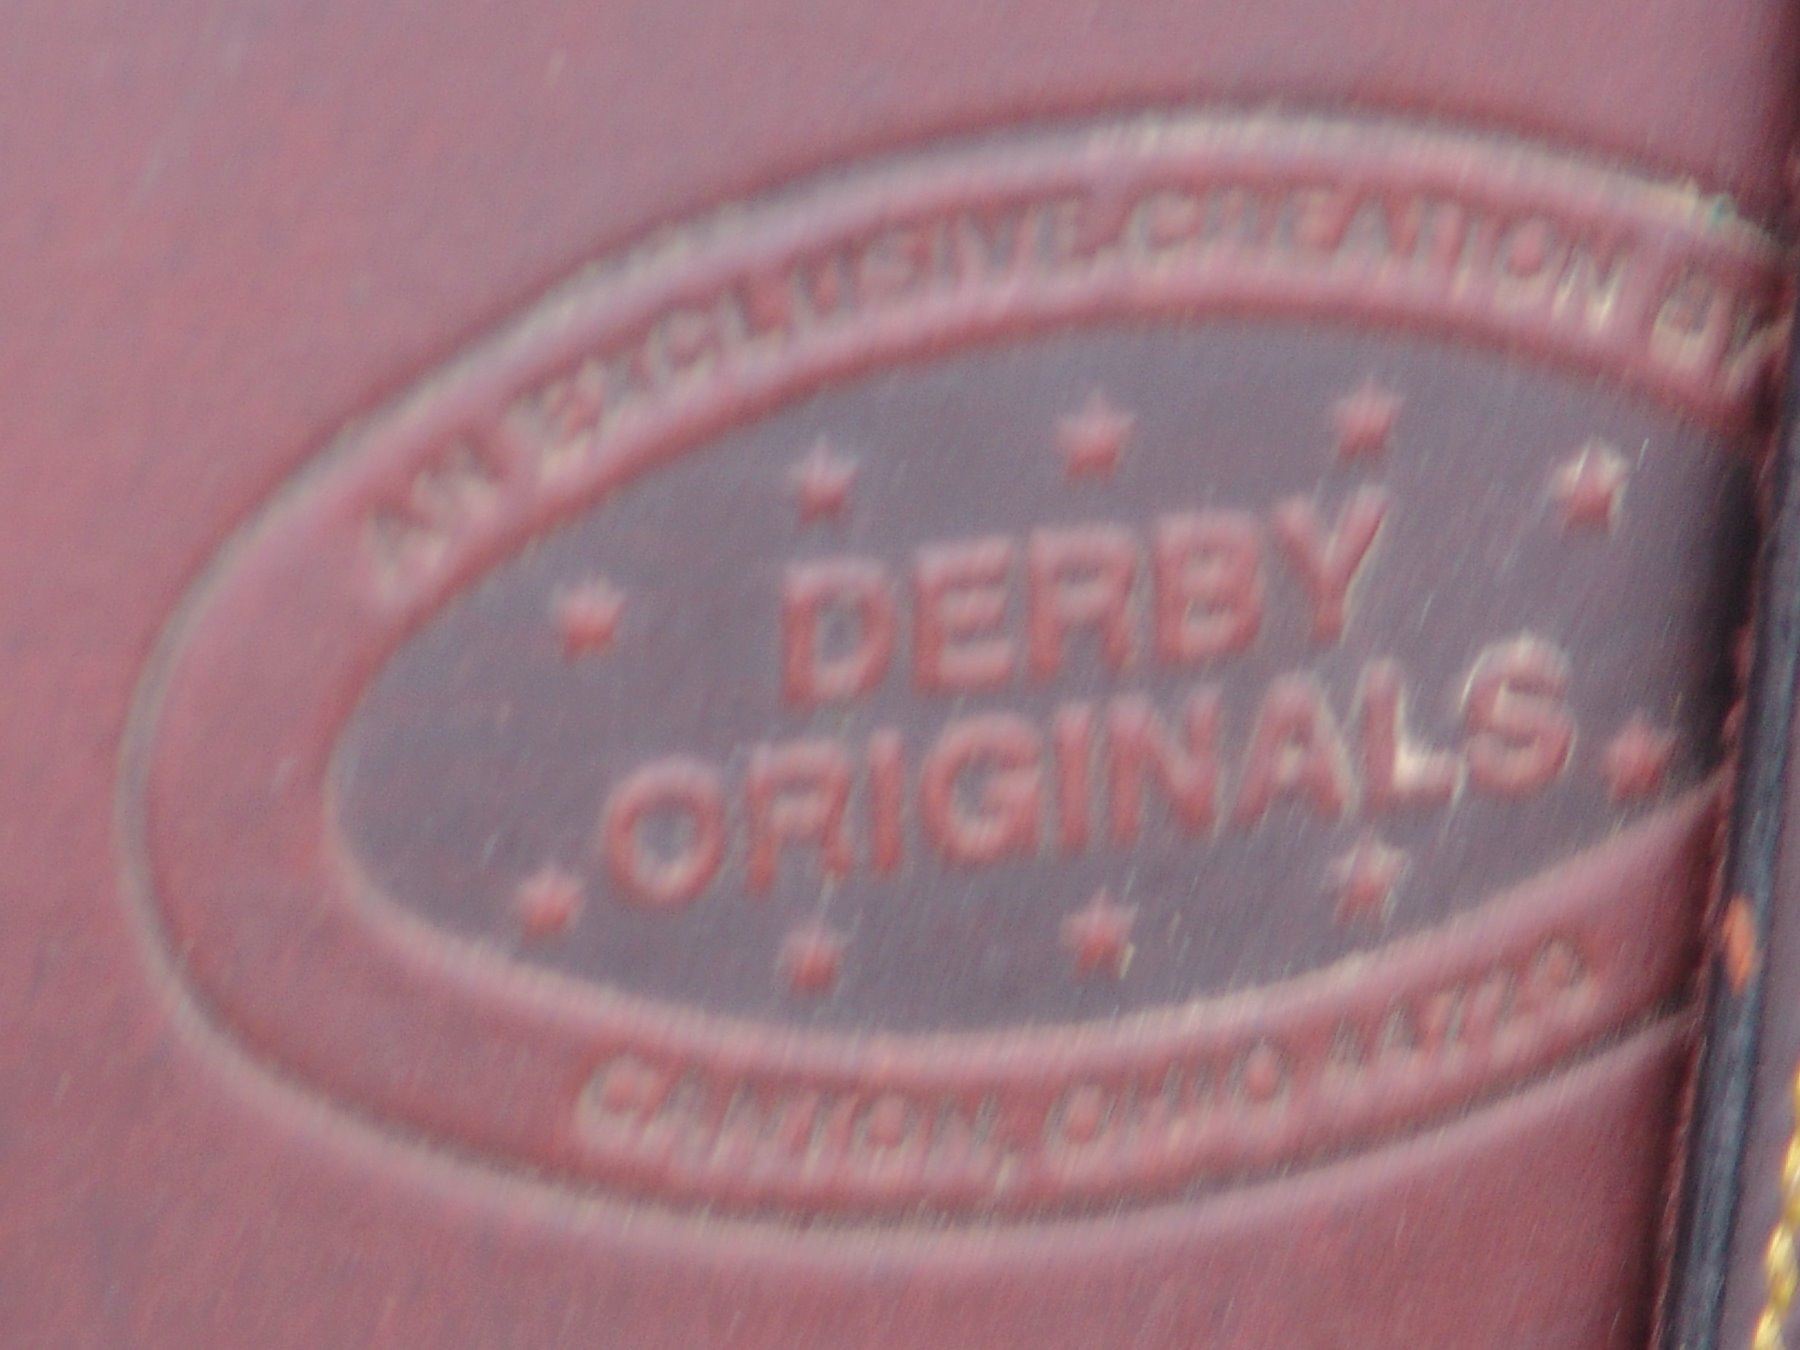 AN EXCLUSIVE CREATION BY
DERBY
ORIGINALS
CANTON, OHIO